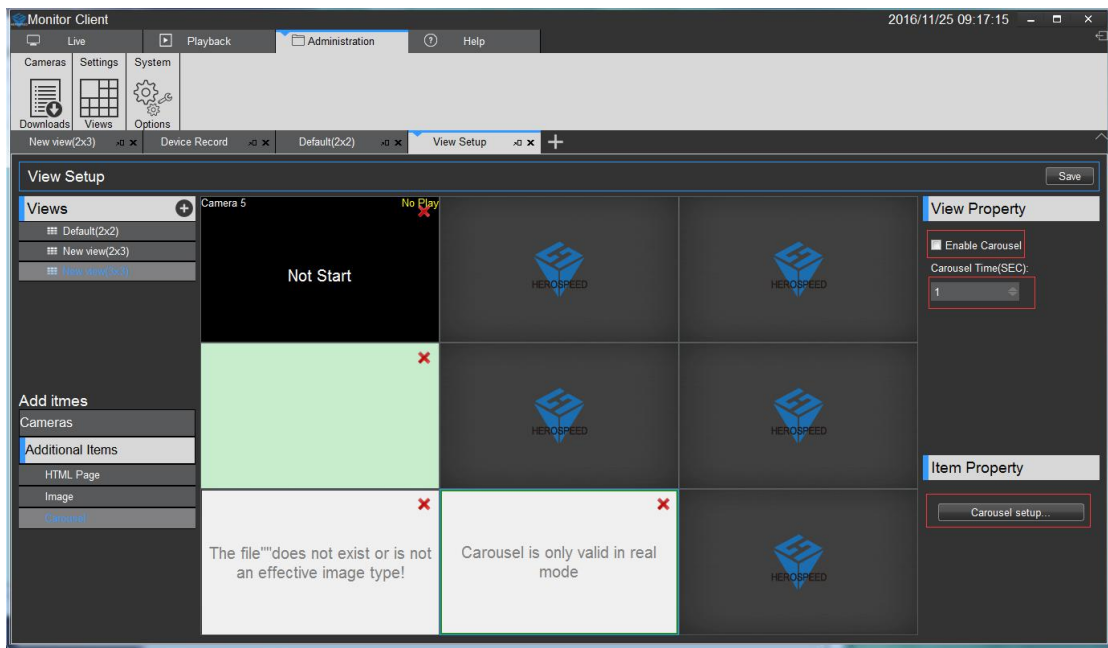 Monitor Client
2016/11/25 09:17:15
Live
Playback
Administration
Help
Cameras
Settings
System
Downloads
Views
Options
New view(2x3)
Device Record
Default(2x2)
View Setup
View Setup
Save
Views
Default(2x2)
New view(2x3)
New view(3x3)
Add itmes
Cameras
Additional Items
HTML Page
Image
Carousel
Camera 5
No Play
Not Start
HEROSPEED
HEROSPEED
HEROSPEED
HEROSPEED
The file""does not exist or is not
an effective image type!
Carousel is only valid in real
mode
HEROSPEED
View Property
Enable Carousel
Carousel Time(SEC):
1
Item Property
Carousel setup...